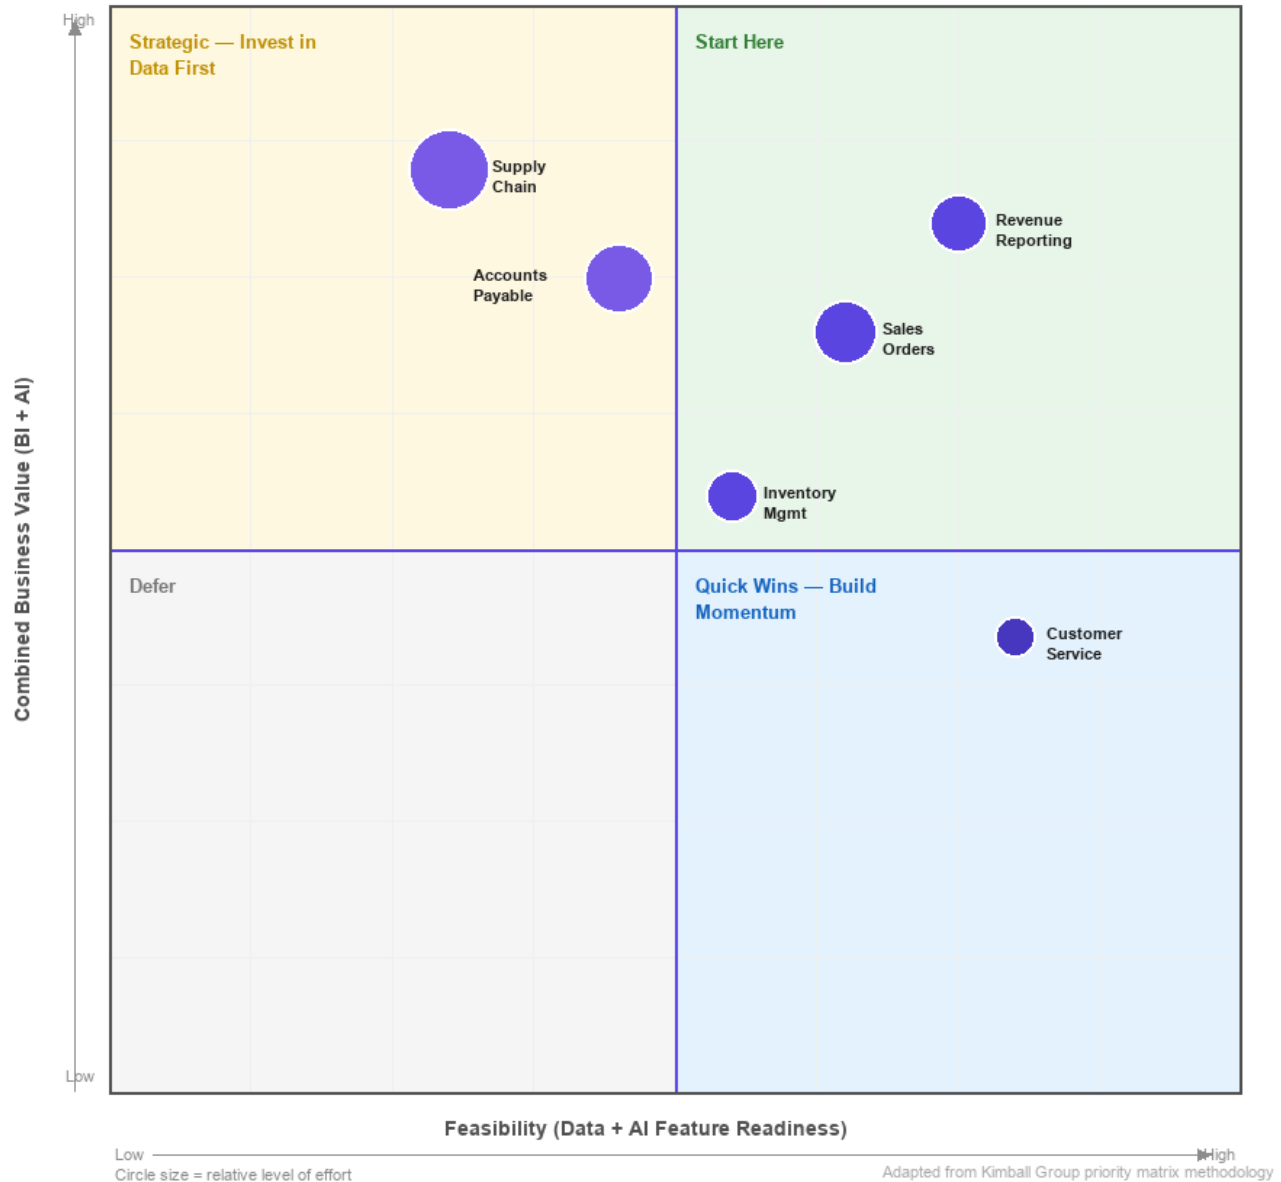 High
Strategic — Invest in
Data First
Start Here
Supply
Chain
Revenue
Reporting
Accounts
Payable
Sales
Orders
Combined Business Value (BI + AI)
Inventory
Mgmt
Defer
Quick Wins — Build
Momentum
Customer
Service
Low
Feasibility (Data + AI Feature Readiness)
Low
High
Circle size = relative level of effort
Adapted from Kimball Group priority matrix methodology